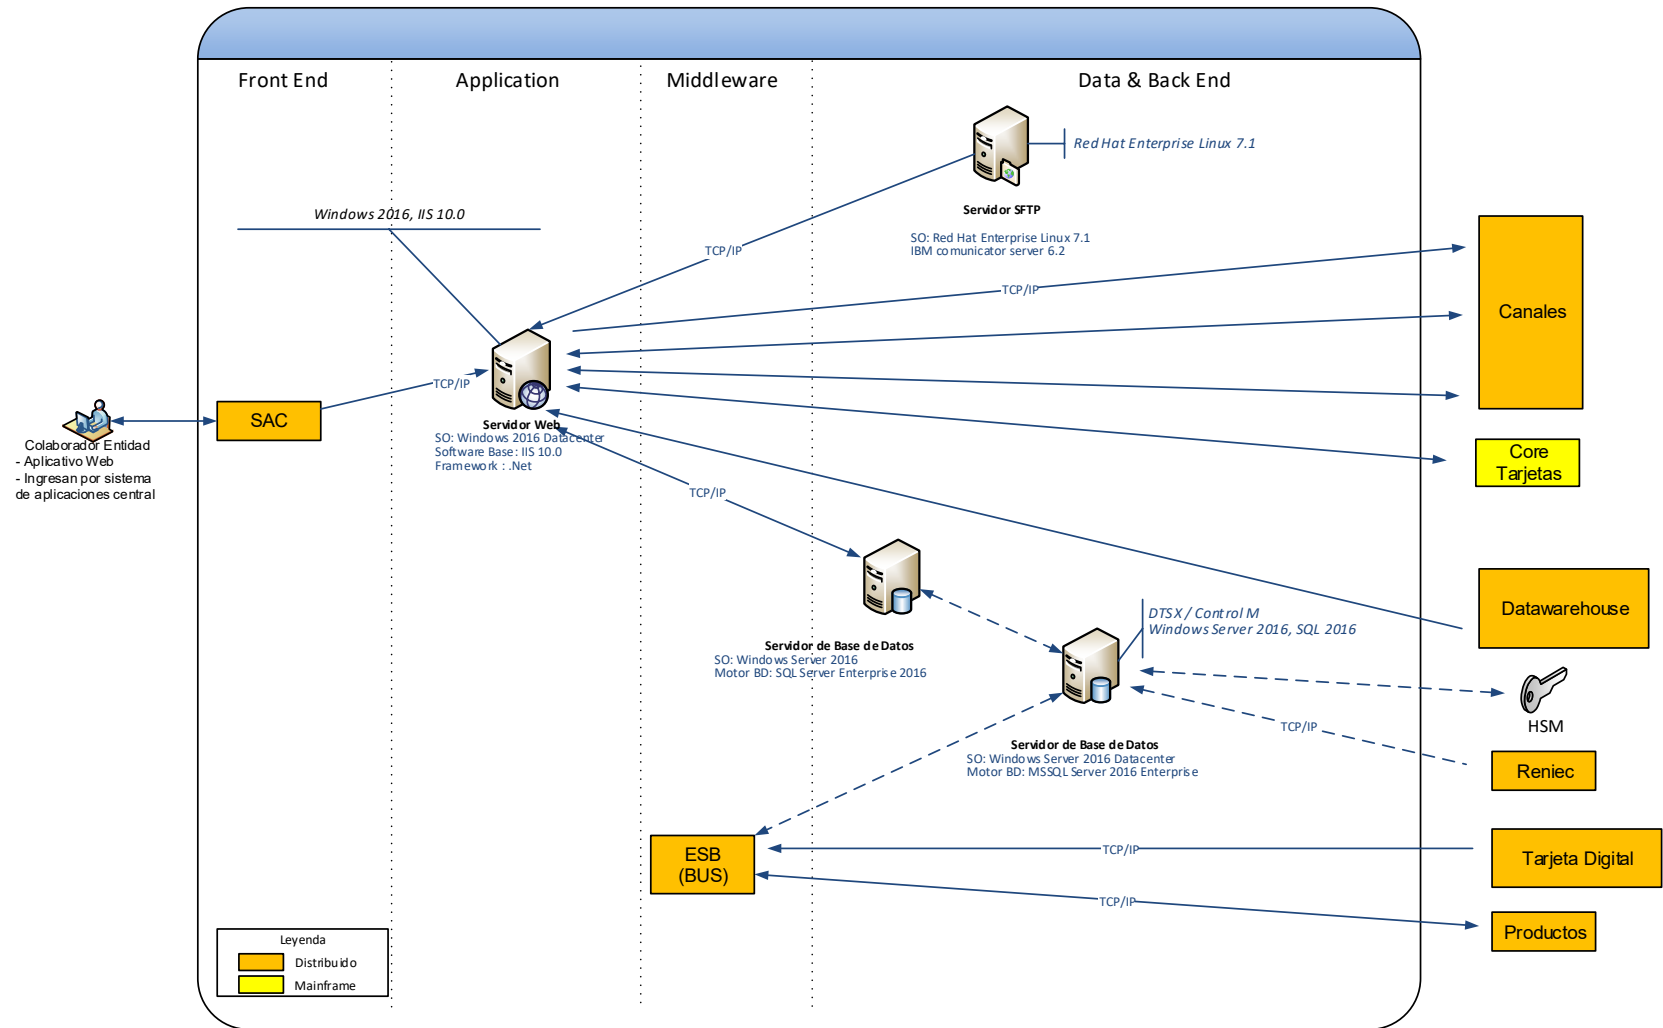 Front End
Application
Middleware
Data & Back End
Red Hat Enterprise Linux 7.1
Servidor SFTP
SO: Red Hat Enterprise Linux 7.1
IBM comunicator server 6.2
Windows 2016, IIS 10.0
TCP/IP
TCP/IP
Canales
TCP/IP
SAC
Servidor Web
SO: Windows 2016 Datacenter
Software Base: IIS 10.0
Framework : .Net
Colaborador Entidad
- Aplicativo Web
- Ingresan por sistema
de aplicaciones central
Core
Tarjetas
TCP/IP
Datawarehouse
DTSX / Control M
Windows Server 2016, SQL 2016
Servidor de Base de Datos
SO: Windows Server 2016
Motor BD: SQL Server Enterprise 2016
HSM
TCP/IP
Servidor de Base de Datos
SO: Windows Server 2016 Datacenter
Motor BD: MSSQL Server 2016 Enterprise
Reniec
ESB
(BUS)
TCP/IP
Tarjeta Digital
TCP/IP
Productos
Leyenda
Distribuido
Mainframe